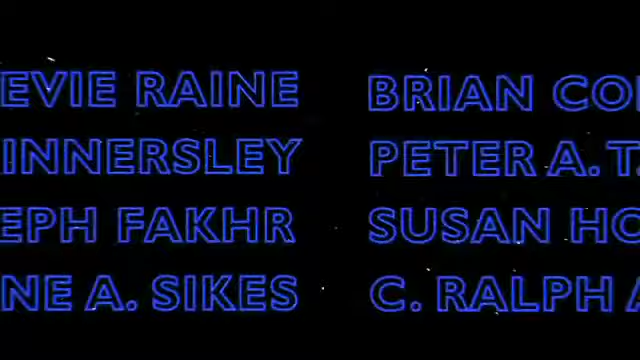 EVIE RAINE BRIAN CO
INNERSLEY PETER A. T.
EPH FAKHR SUSAN HO
NE A. SIKES C. RALPH A